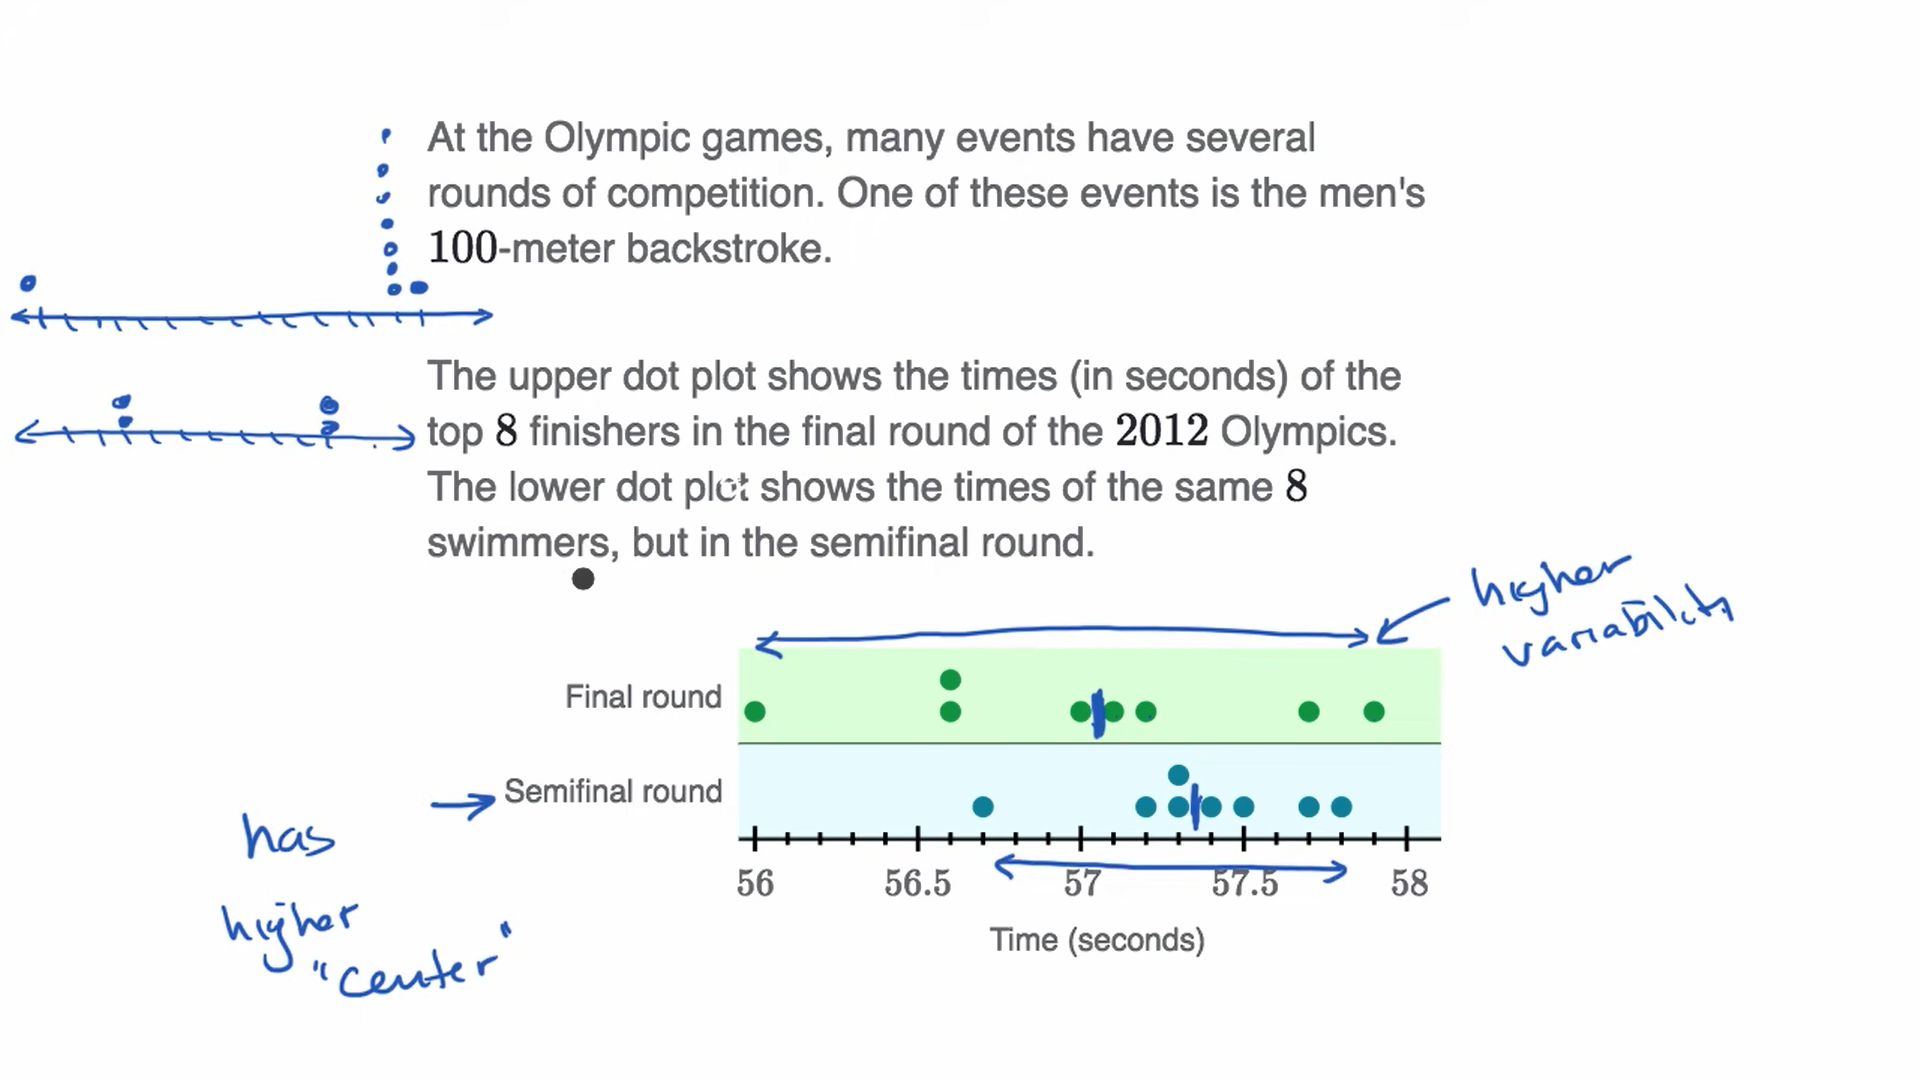 At the Olympic games, many events have several
rounds of competition. One of these events is the men's
100-meter backstroke.
The upper dot plot shows the times (in seconds) of the
top 8 finishers in the final round of the 2012 Olympics.
The lower dot plot shows the times of the same 8
swimmers, but in the semifinal round.
higher
variability
Final round
Semifinal round
has
higher
"center"
56 56.5 57 57.5 58
Time (seconds)